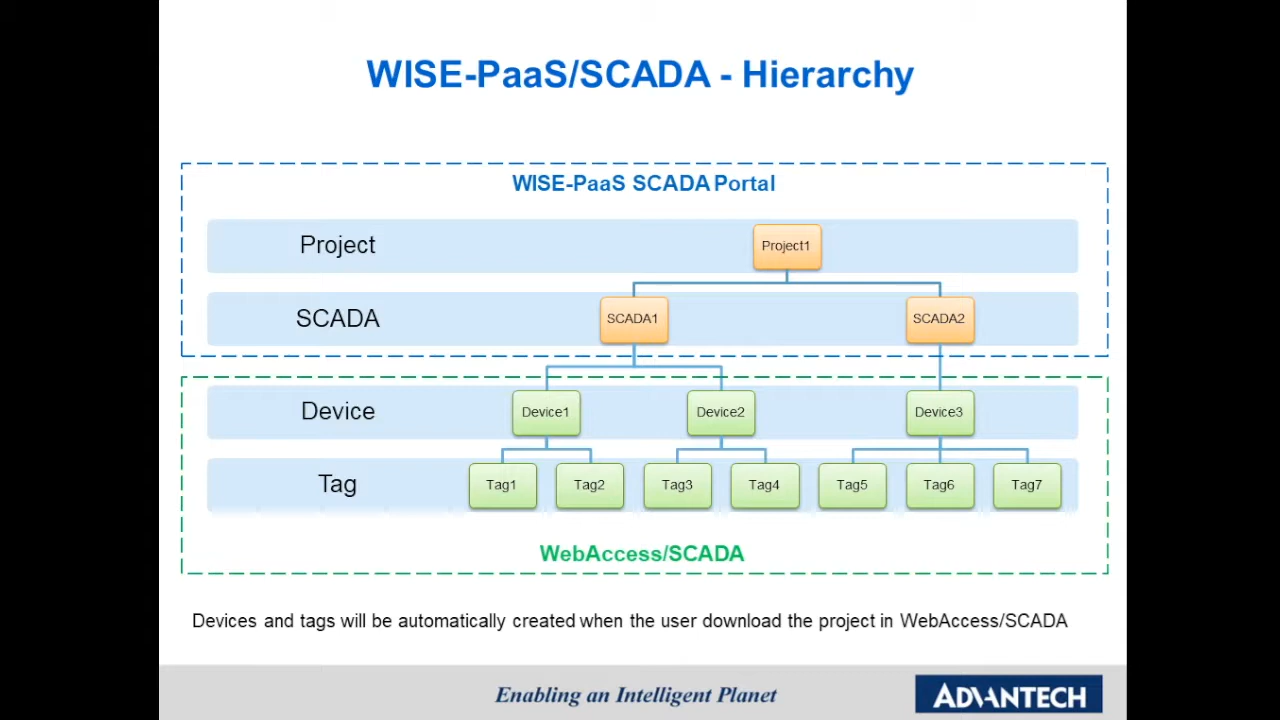 WISE-PaaS/SCADA - Hierarchy
WISE-PaaS SCADA Portal
Project
Project1
SCADA
SCADA1
SCADA2
Device
Device1
Device2
Device3
Tag
Tag1
Tag2
Tag3
Tag4
Tag5
Tag6
Tag7
WebAccess/SCADA
Devices and tags will be automatically created when the user download the project in WebAccess/SCADA
Enabling an Intelligent Planet
ADVANTECH